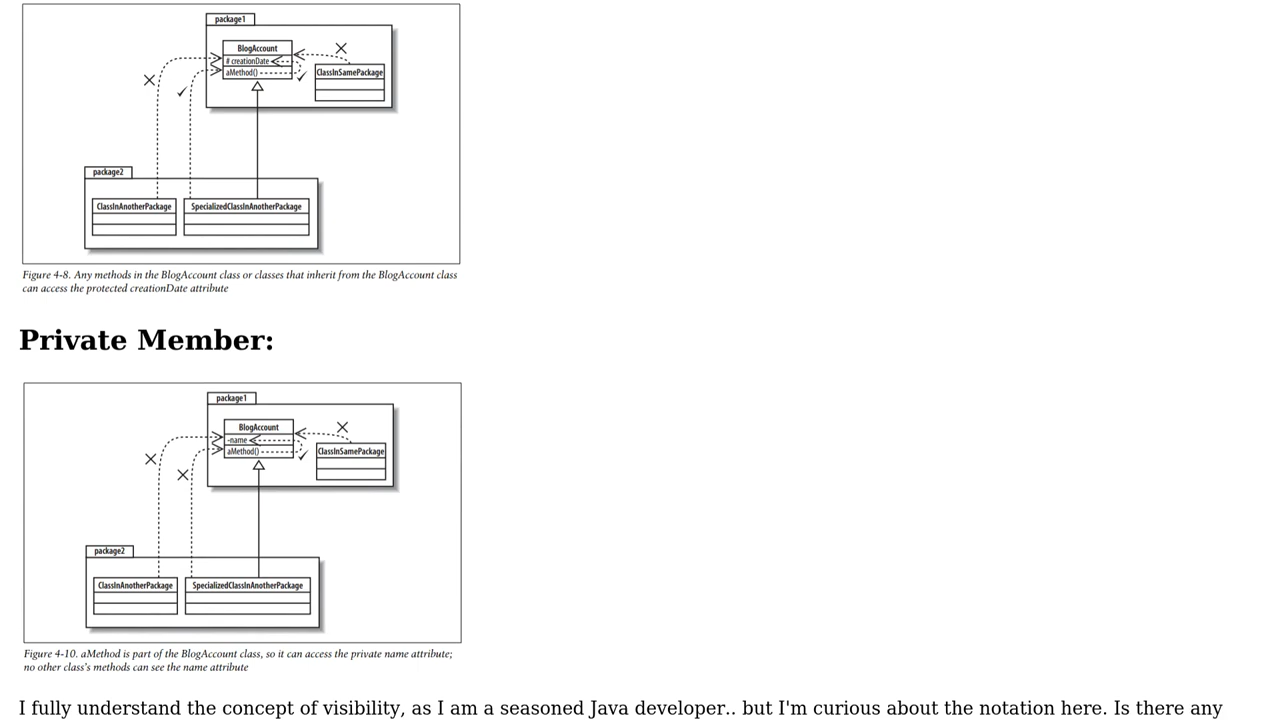 package1
BlogAccount
# creationDate
aMethod()
ClassInSamePackage
package2
ClassInAnotherPackage
SpecializedClassInAnotherPackage
Figure 4-8. Any methods in the BlogAccount class or classes that inherit from the BlogAccount class
can access the protected creationDate attribute
Private Member:
package1
BlogAccount
-name
aMethod()
ClassInSamePackage
package2
ClassInAnotherPackage
SpecializedClassInAnotherPackage
Figure 4-10. aMethod is part of the BlogAccount class, so it can access the private name attribute;
no other class's methods can see the name attribute
I fully understand the concept of visibility, as I am a seasoned Java developer.. but I'm curious about the notation here. Is there any